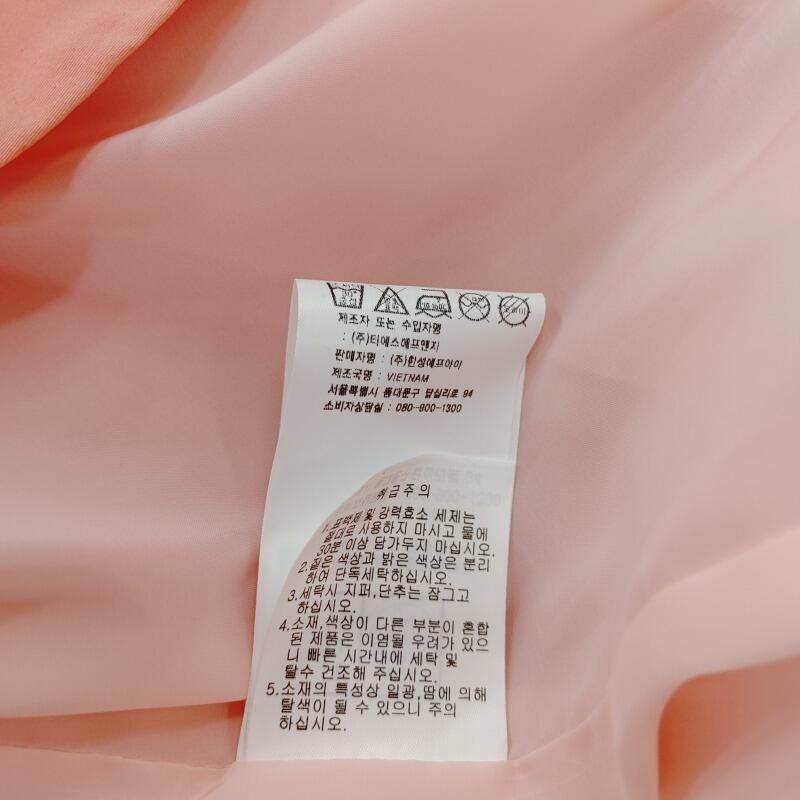 제조자 또는 수입자명
: (주)티에스에프앤지
판매자명 : (주)한성에프아이
제조국명 : VIETNAM
서울특별시 동대문구 답십리로 94
소비자상담실 : 080-900-1300
취급주의
1.표백제 및 강력효소 세제는
절대로 사용하지 마시고 물에
30분 이상 담가두지 마십시오.
2.짙은 색상과 밝은 색상은 분리
하여 단독세탁하십시오.
3.세탁시 지퍼,단추는 잠그고
하십시오.
4.소재,색상이 다른 부분이 혼합
된 제품은 이염될 우려가 있으
니 빠른 시간내에 세탁 및
탈수 건조해 주십시오.
5.소재의 특성상 일광,땀에 의해
탈색이 될 수 있으니 주의
하십시오.